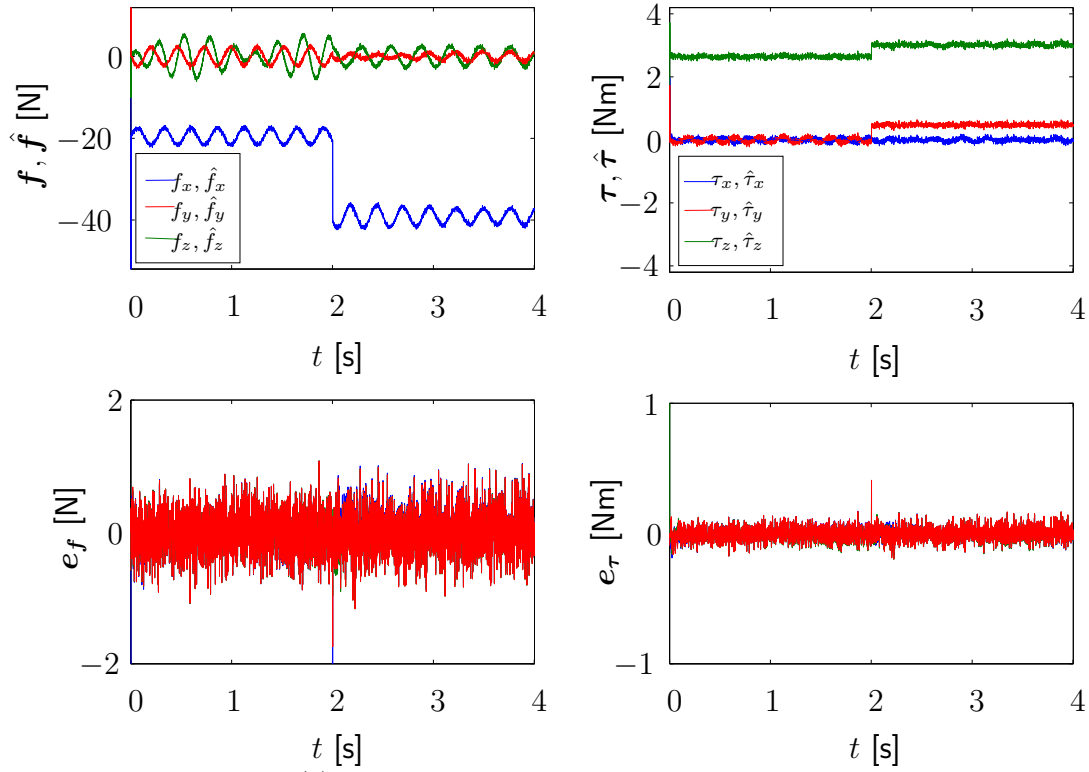 f, f̂ [N]
0
−20
−40
f_x, f̂_x
f_y, f̂_y
f_z, f̂_z
0 1 2 3 4
t [s]
τ, τ̂ [Nm]
4
2
0
−2
−4
τ_x, τ̂_x
τ_y, τ̂_y
τ_z, τ̂_z
0 1 2 3 4
t [s]
e_f [N]
2
0
−2
0 1 2 3 4
t [s]
e_τ [Nm]
1
0
−1
0 1 2 3 4
t [s]